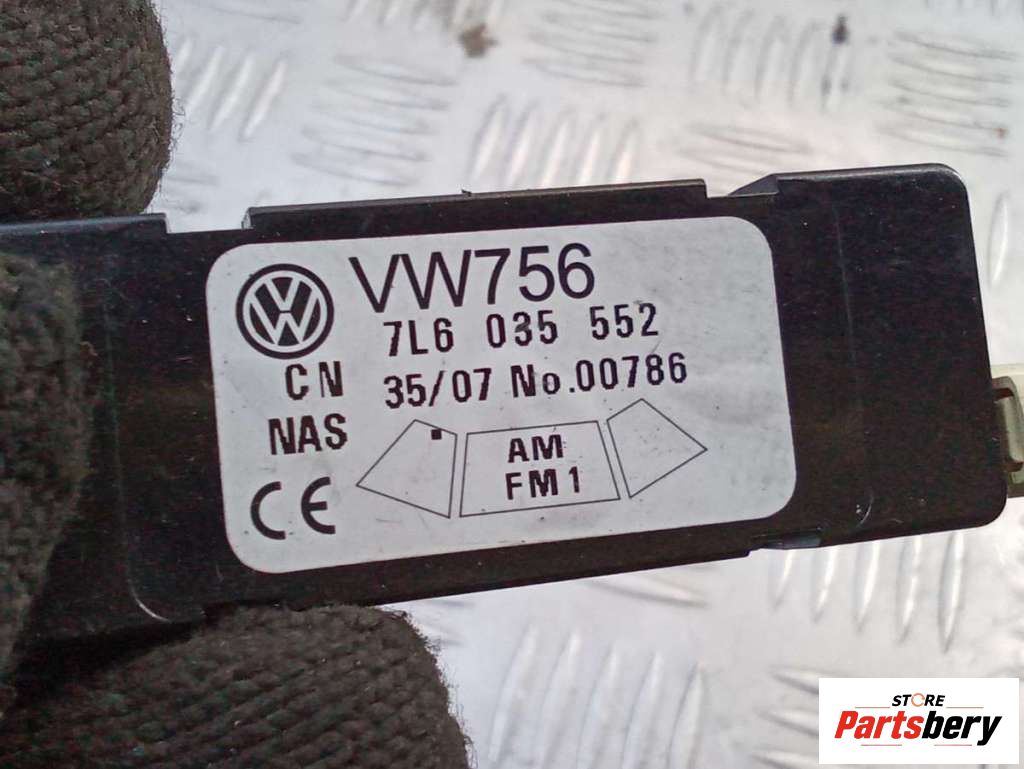 VW756
7L6 035 552
CN 35/07 No.00786
NAS
AM
FM1
CE
STORE
Partsbery